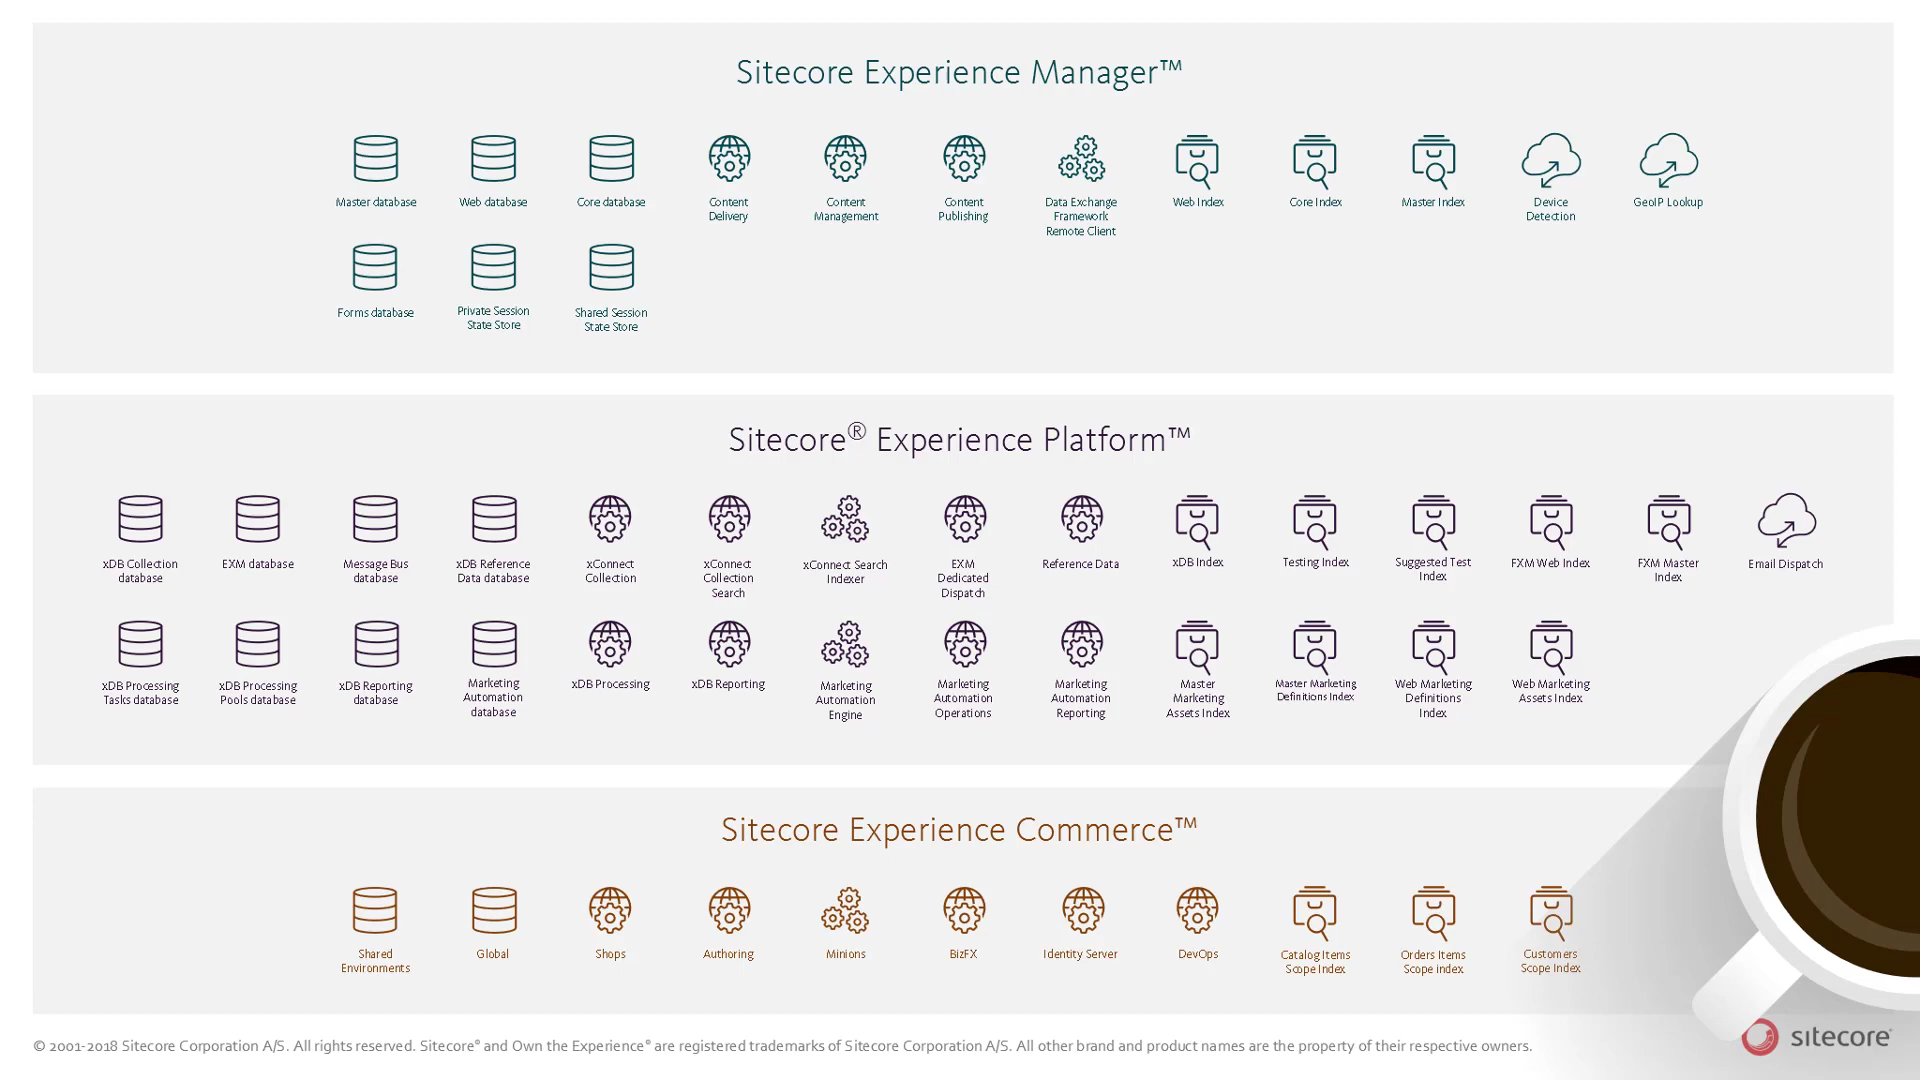 Sitecore Experience Manager™
Master database
Web database
Core database
Content
Delivery
Content
Management
Content
Publishing
Data Exchange
Framework
Remote Client
Web Index
Core Index
Master Index
Device
Detection
GeoIP Lookup
Forms database
Private Session
State Store
Shared Session
State Store
Sitecore® Experience Platform™
xDB Collection
database
EXM database
Message Bus
database
xDB Reference
Data database
xConnect
Collection
xConnect
Collection
Search
xConnect Search
Indexer
EXM
Dedicated
Dispatch
Reference Data
xDB Index
Testing Index
Suggested Test
Index
FXM Web Index
FXM Master
Index
Email Dispatch
xDB Processing
Tasks database
xDB Processing
Pools database
xDB Reporting
database
Marketing
Automation
database
xDB Processing
xDB Reporting
Marketing
Automation
Engine
Marketing
Automation
Operations
Marketing
Automation
Reporting
Master
Marketing
Assets Index
Master Marketing
Definitions Index
Web Marketing
Definitions
Index
Web Marketing
Assets Index
Sitecore Experience Commerce™
Shared
Environments
Global
Shops
Authoring
Minions
BizFX
Identity Server
DevOps
Catalog Items
Scope Index
Orders Items
Scope index
Customers
Scope Index
© 2001-2018 Sitecore Corporation A/S. All rights reserved. Sitecore® and Own the Experience® are registered trademarks of Sitecore Corporation A/S. All other brand and product names are the property of their respective owners.
sitecore